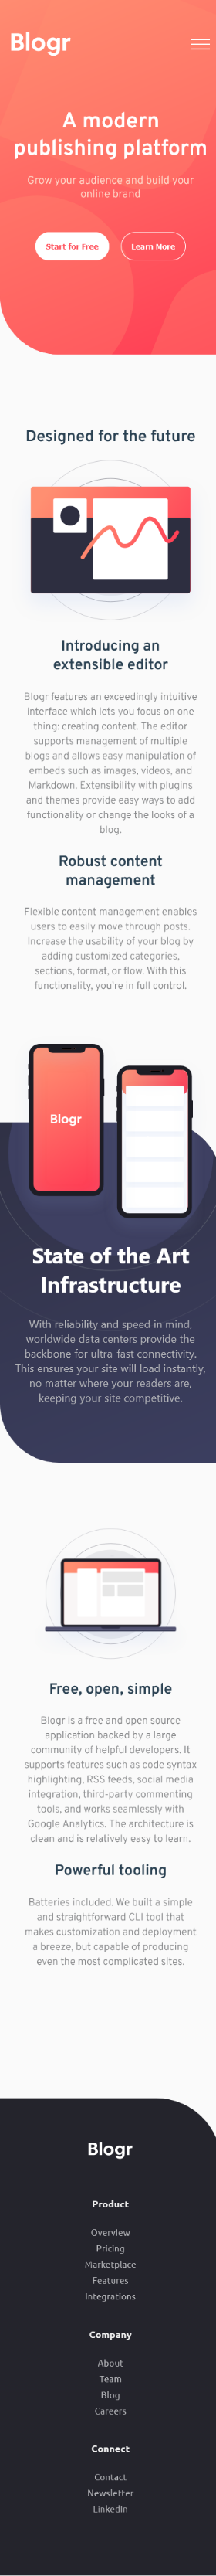 Blogr
A modern
publishing platform
Grow your audience and build your
online brand
Start for Free
Learn More
Designed for the future
Introducing an
extensible editor
Blogr features an exceedingly intuitive
interface which lets you focus on one
thing: creating content. The editor
supports management of multiple
blogs and allows easy manipulation of
embeds such as images, videos, and
Markdown. Extensibility with plugins
and themes provide easy ways to add
functionality or change the looks of a
blog.
Robust content
management
Flexible content management enables
users to easily move through posts.
Increase the usability of your blog by
adding customized categories,
sections, format, or flow. With this
functionality, you're in full control.
Blogr
State of the Art
Infrastructure
With reliability and speed in mind,
worldwide data centers provide the
backbone for ultra-fast connectivity.
This ensures your site will load instantly,
no matter where your readers are,
keeping your site competitive.
Free, open, simple
Blogr is a free and open source
application backed by a large
community of helpful developers. It
supports features such as code syntax
highlighting, RSS feeds, social media
integration, third-party commenting
tools, and works seamlessly with
Google Analytics. The architecture is
clean and is relatively easy to learn.
Powerful tooling
Batteries included. We built a simple
and straightforward CLI tool that
makes customization and deployment
a breeze, but capable of producing
even the most complicated sites.
Blogr
Product
Overview
Pricing
Marketplace
Features
Integrations
Company
About
Team
Blog
Careers
Connect
Contact
Newsletter
LinkedIn